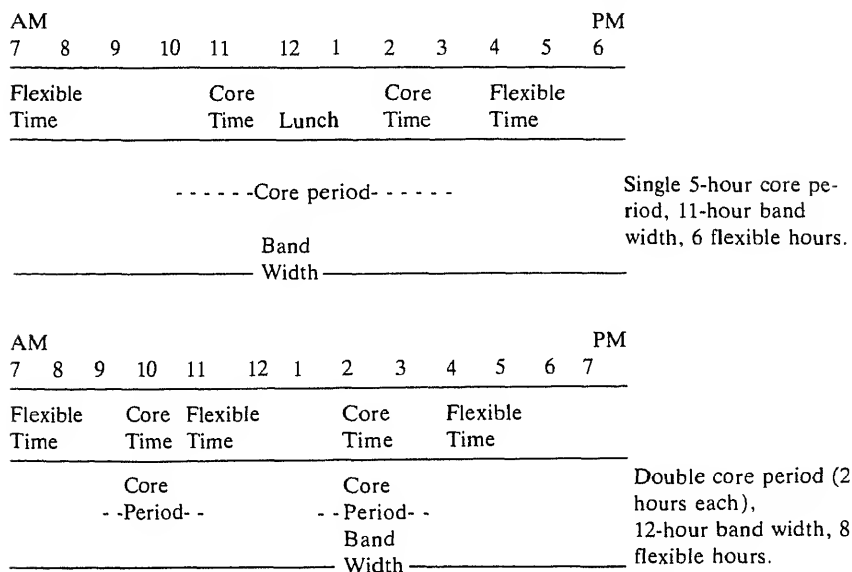 AM PM
7 8 9 10 11 12 1 2 3 4 5 6
Flexible Core Core Flexible
Time Time Lunch Time Time
- - - - - -Core period- - - - - -
Single 5-hour core pe-
riod, 11-hour band
width, 6 flexible hours.
Band
Width
AM PM
7 8 9 10 11 12 1 2 3 4 5 6 7
Flexible Core Flexible Core Flexible
Time Time Time Time Time
Core Core
- -Period- - - -Period- -
Band
Width
Double core period (2
hours each),
12-hour band width, 8
flexible hours.